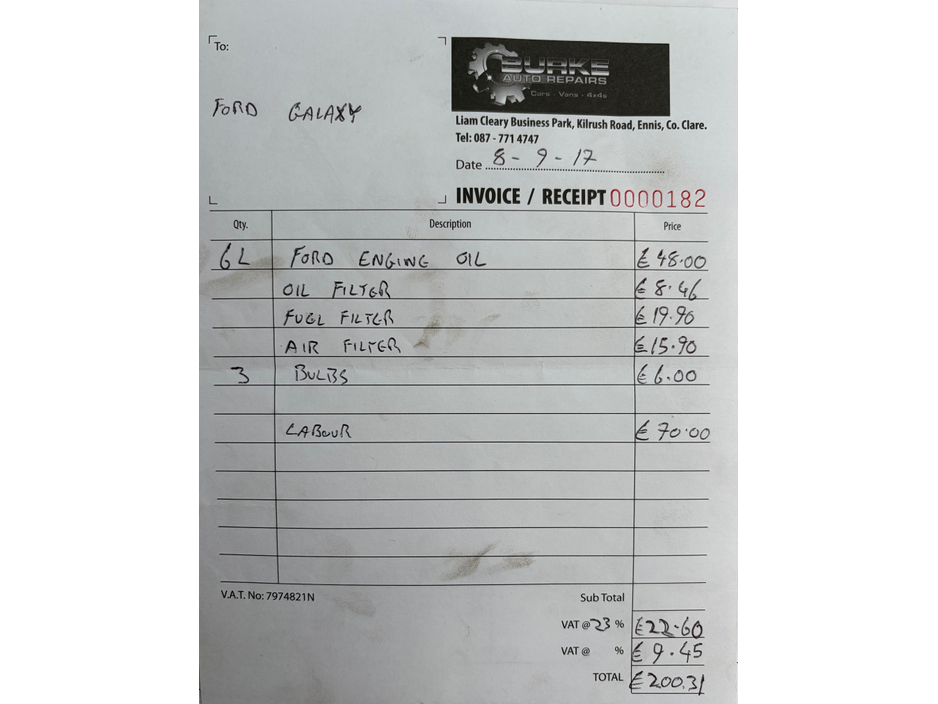 To:
FORD GALAXY
BURKE
AUTO REPAIRS
Cars - Vans - 4x4s
Liam Cleary Business Park, Kilrush Road, Ennis, Co. Clare.
Tel: 087 - 771 4747
Date 8 - 9 - 17
INVOICE / RECEIPT 0000182
Qty. Description Price
6L FORD ENGINE OIL €48.00
OIL FILTER €8.46
FUEL FILTER €19.90
AIR FILTER €15.90
3 BULBS €6.00
LABOUR €70.00
V.A.T. No: 7974821N Sub Total
VAT @ 23 % €22.60
VAT @ % €9.45
TOTAL €200.31